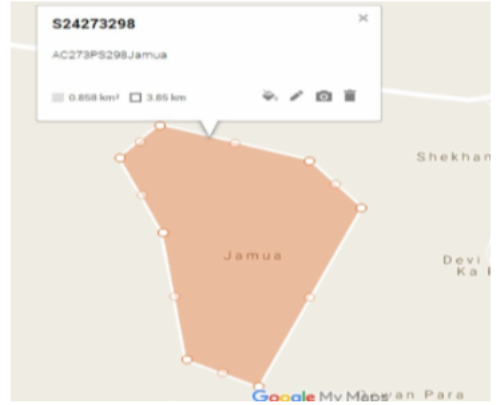 S24273298
AC273PS298Jamua
0.858 km² 3.85 km
Shekhan
Jamua
Devi
Ka
Google My Maps
an Para